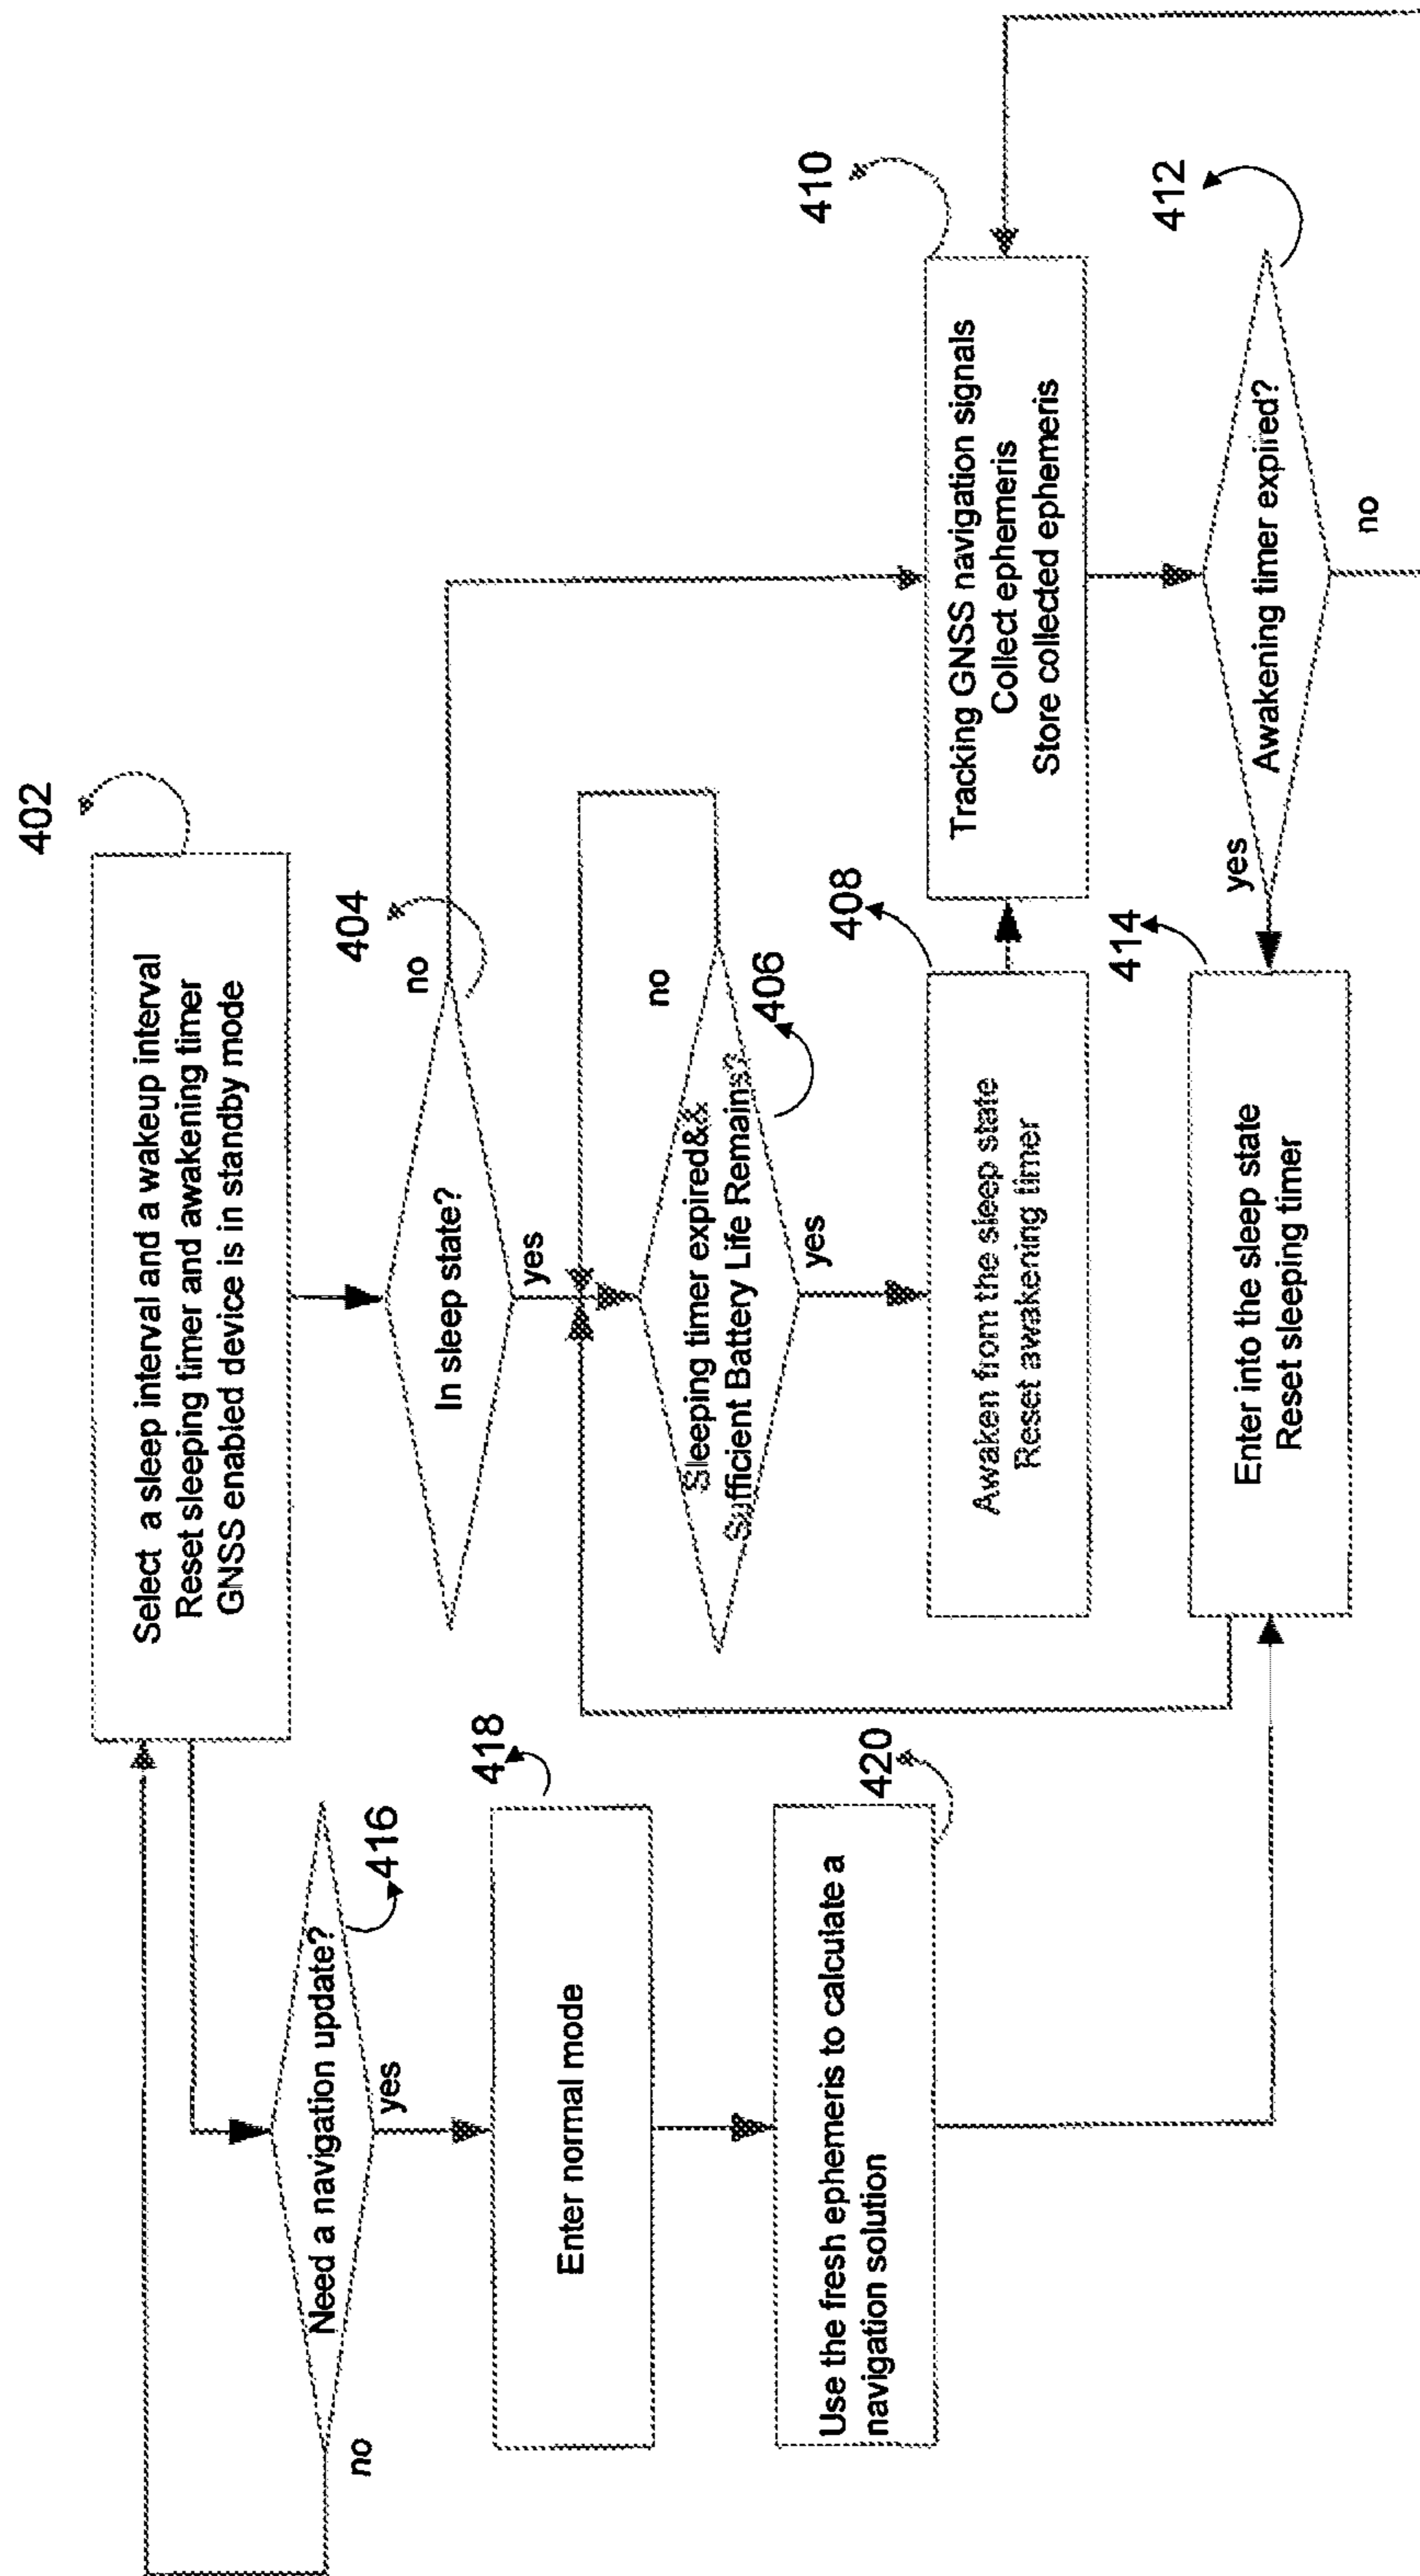 402
Select a sleep interval and a wakeup interval
Reset sleeping timer and awakening timer
GNSS enabled device is in standby mode
Need a navigation update?
416
no
yes
418
Enter normal mode
420
Use the fresh ephemeris to calculate a
navigation solution
404
In sleep state?
no
yes
Sleeping timer expired&&
Sufficient Battery Life Remains?
406
no
yes
408
Awaken from the sleep state
Reset awakening timer
410
Tracking GNSS navigation signals
Collect ephemeris
Store collected ephemeris
412
Awakening timer expired?
yes
no
414
Enter into the sleep state
Reset sleeping timer